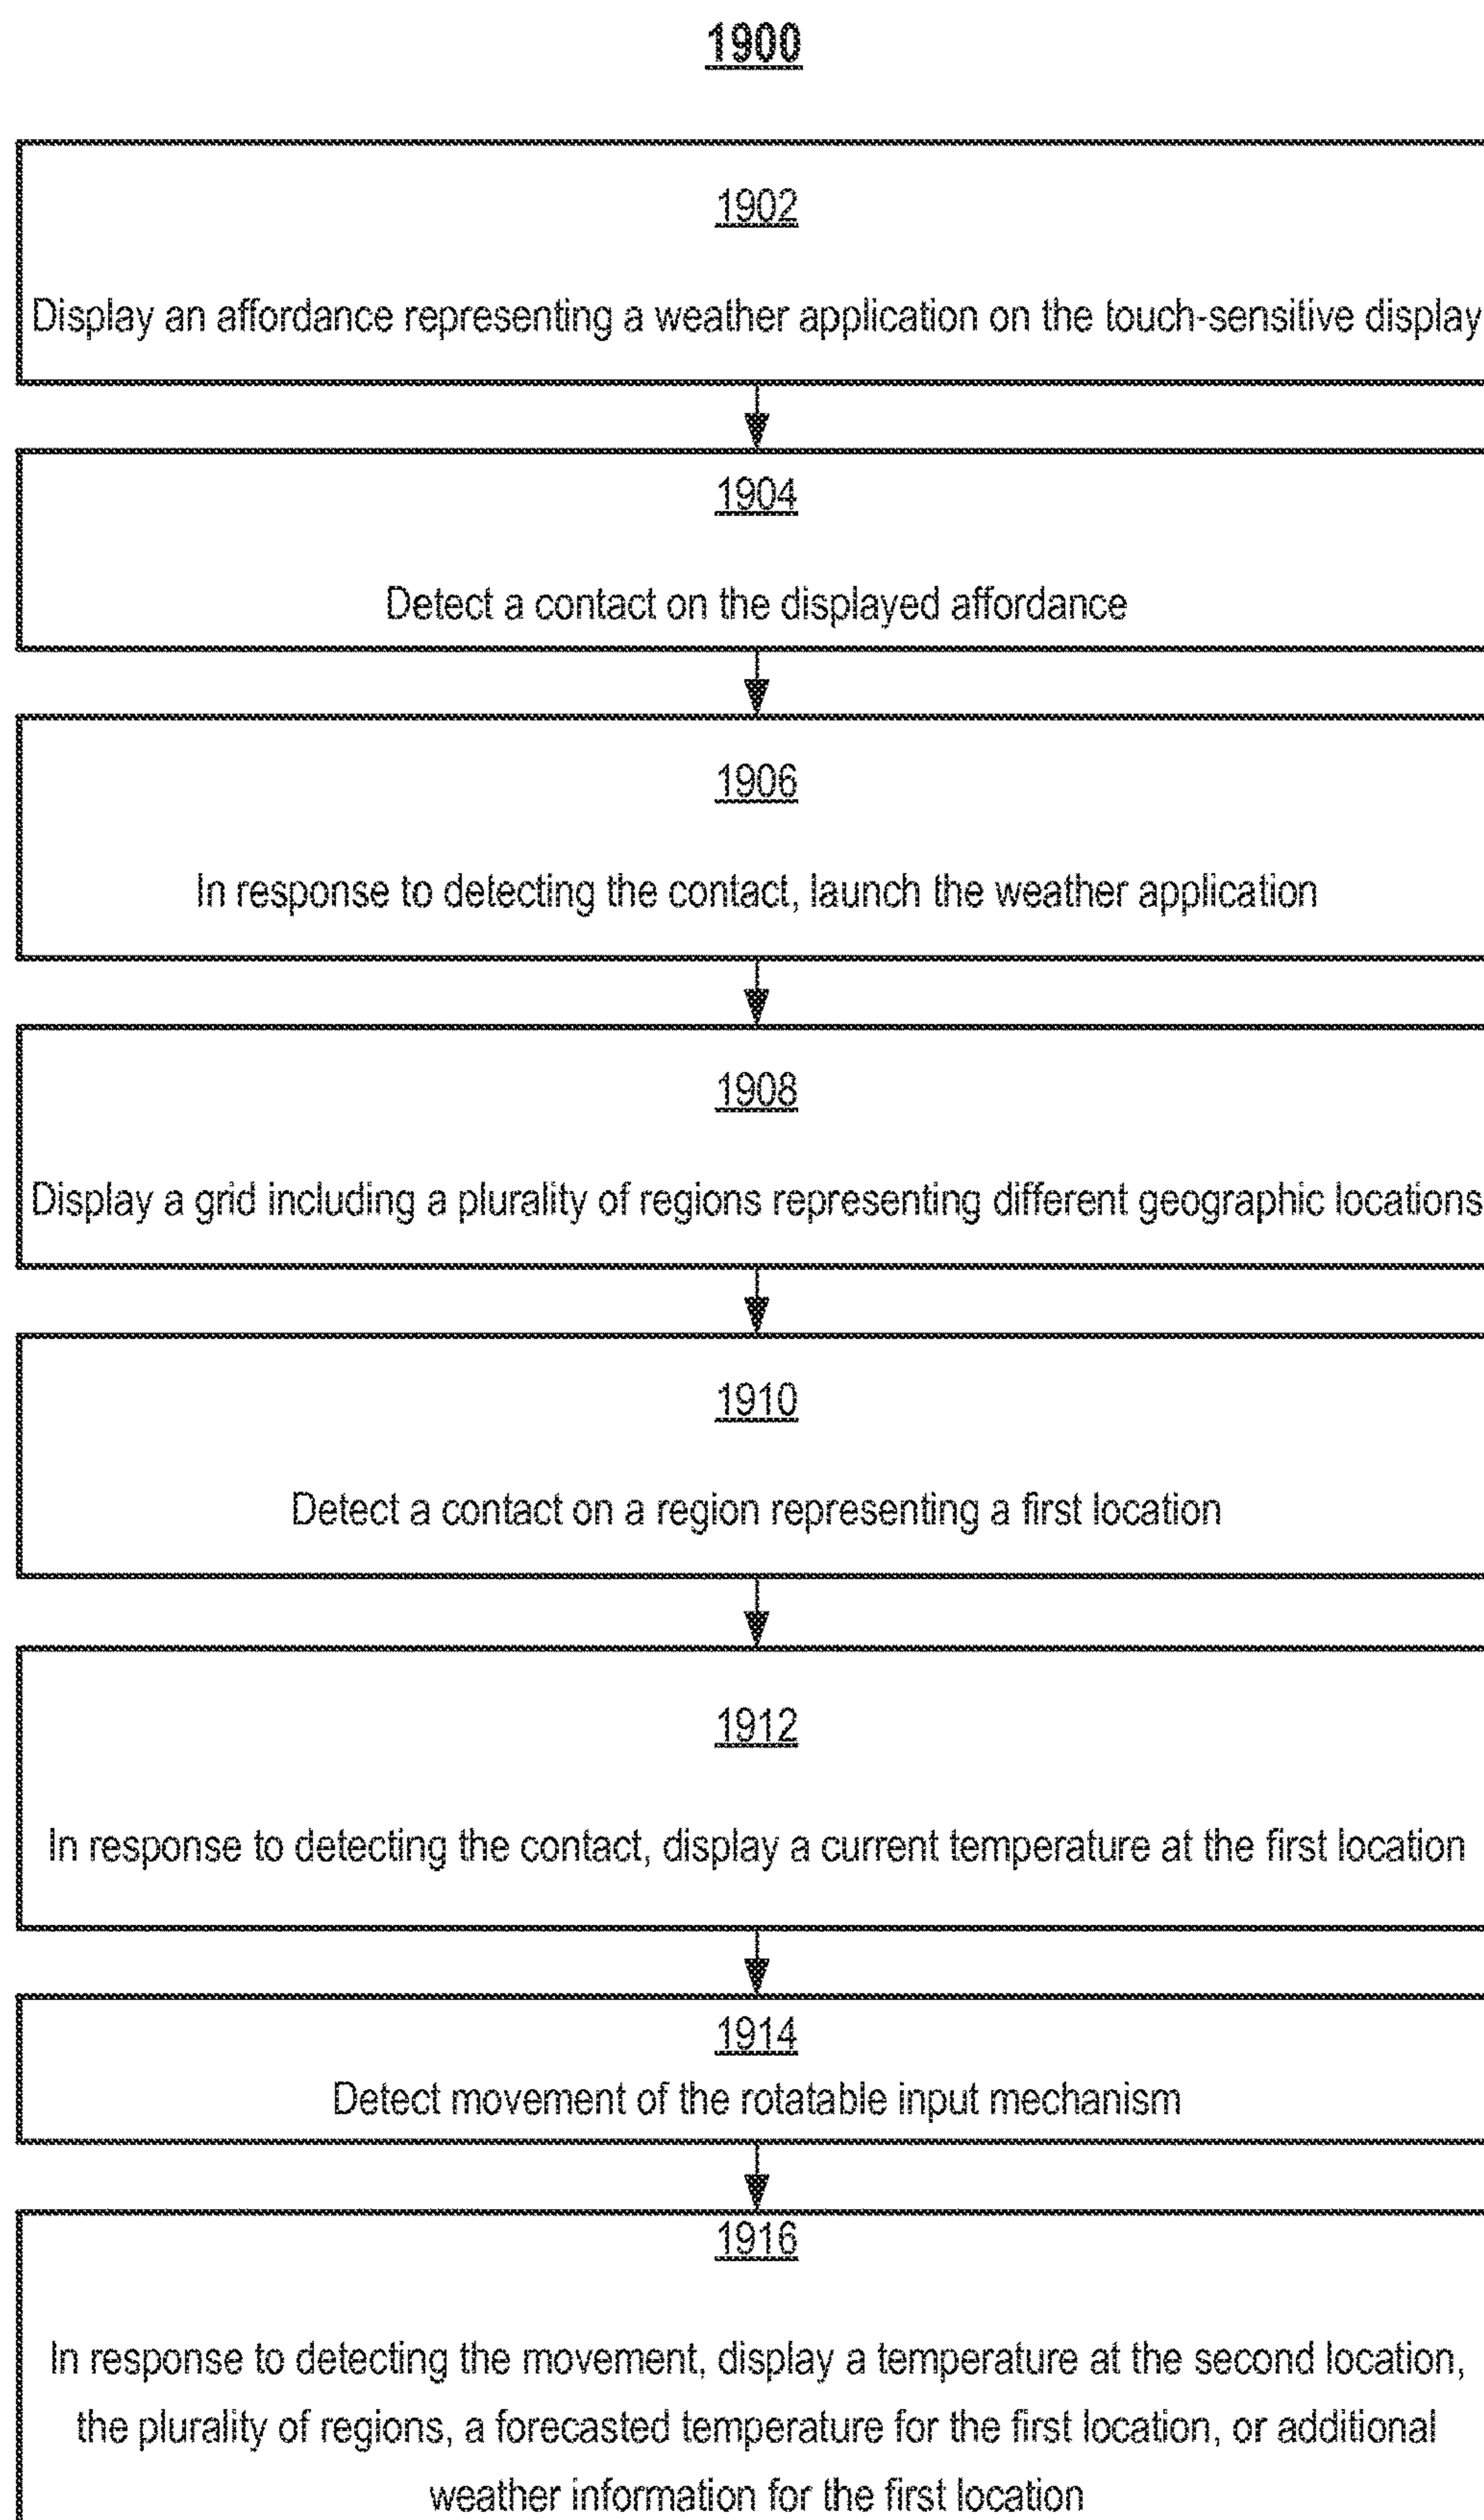 1900
1902
Display an affordance representing a weather application on the touch-sensitive display
1904
Detect a contact on the displayed affordance
1906
In response to detecting the contact, launch the weather application
1908
Display a grid including a plurality of regions representing different geographic locations
1910
Detect a contact on a region representing a first location
1912
In response to detecting the contact, display a current temperature at the first location
1914
Detect movement of the rotatable input mechanism
1916
In response to detecting the movement, display a temperature at the second location,
the plurality of regions, a forecasted temperature for the first location, or additional
weather information for the first location